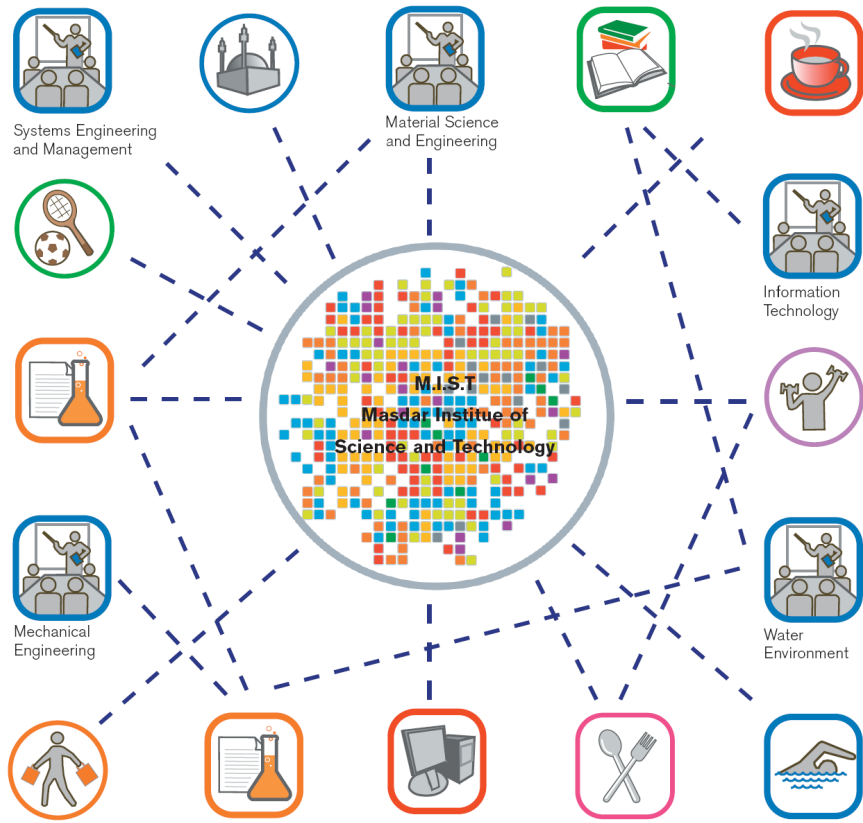 Systems Engineering
and Management
Material Science
and Engineering
Information
Technology
M.I.S.T
Masdar Institue of
Science and Technology
Mechanical
Engineering
Water
Environment